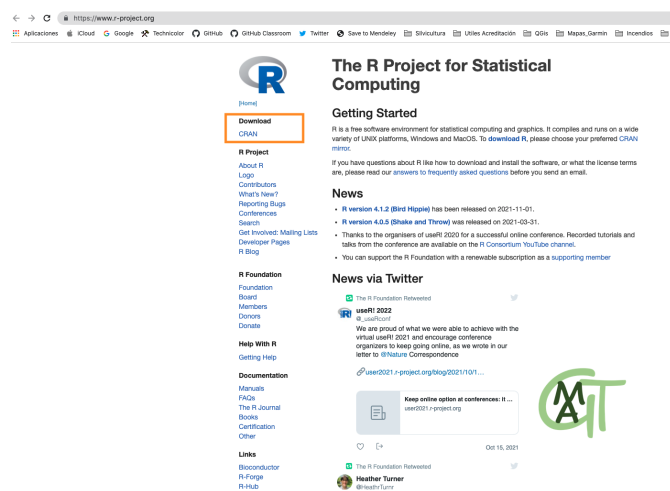 https://www.r-project.org
Aplicaciones iCloud Google Technicolor GitHub GitHub Classroom Twitter Save to Mendeley Silvicultura Utiles Acreditación QGis Mapas_Garmin Incendios
R
[Home]
Download
CRAN
R Project
About R
Logo
Contributors
What's New?
Reporting Bugs
Conferences
Search
Get Involved: Mailing Lists
Developer Pages
R Blog
R Foundation
Foundation
Board
Members
Donors
Donate
Help With R
Getting Help
Documentation
Manuals
FAQs
The R Journal
Books
Certification
Other
Links
Bioconductor
R-Forge
R-Hub
The R Project for Statistical
Computing
Getting Started
R is a free software environment for statistical computing and graphics. It compiles and runs on a wide
variety of UNIX platforms, Windows and MacOS. To download R, please choose your preferred CRAN
mirror.
If you have questions about R like how to download and install the software, or what the license terms
are, please read our answers to frequently asked questions before you send an email.
News
• R version 4.1.2 (Bird Hippie) has been released on 2021-11-01.
• R version 4.0.5 (Shake and Throw) was released on 2021-03-31.
• Thanks to the organisers of useR! 2020 for a successful online conference. Recorded tutorials and
talks from the conference are available on the R Consortium YouTube channel.
• You can support the R Foundation with a renewable subscription as a supporting member
News via Twitter
The R Foundation Retweeted
useR! 2022
@_useRconf
We are proud of what we were able to achieve with the
virtual useR! 2021 and encourage conference
organizers to keep going online, as we wrote in our
letter to @Nature Correspondence
user2021.r-project.org/blog/2021/10/1…
Keep online option at conferences: it ...
user2021.r-project.org
Oct 15, 2021
The R Foundation Retweeted
Heather Turner
@HeathrTurnr